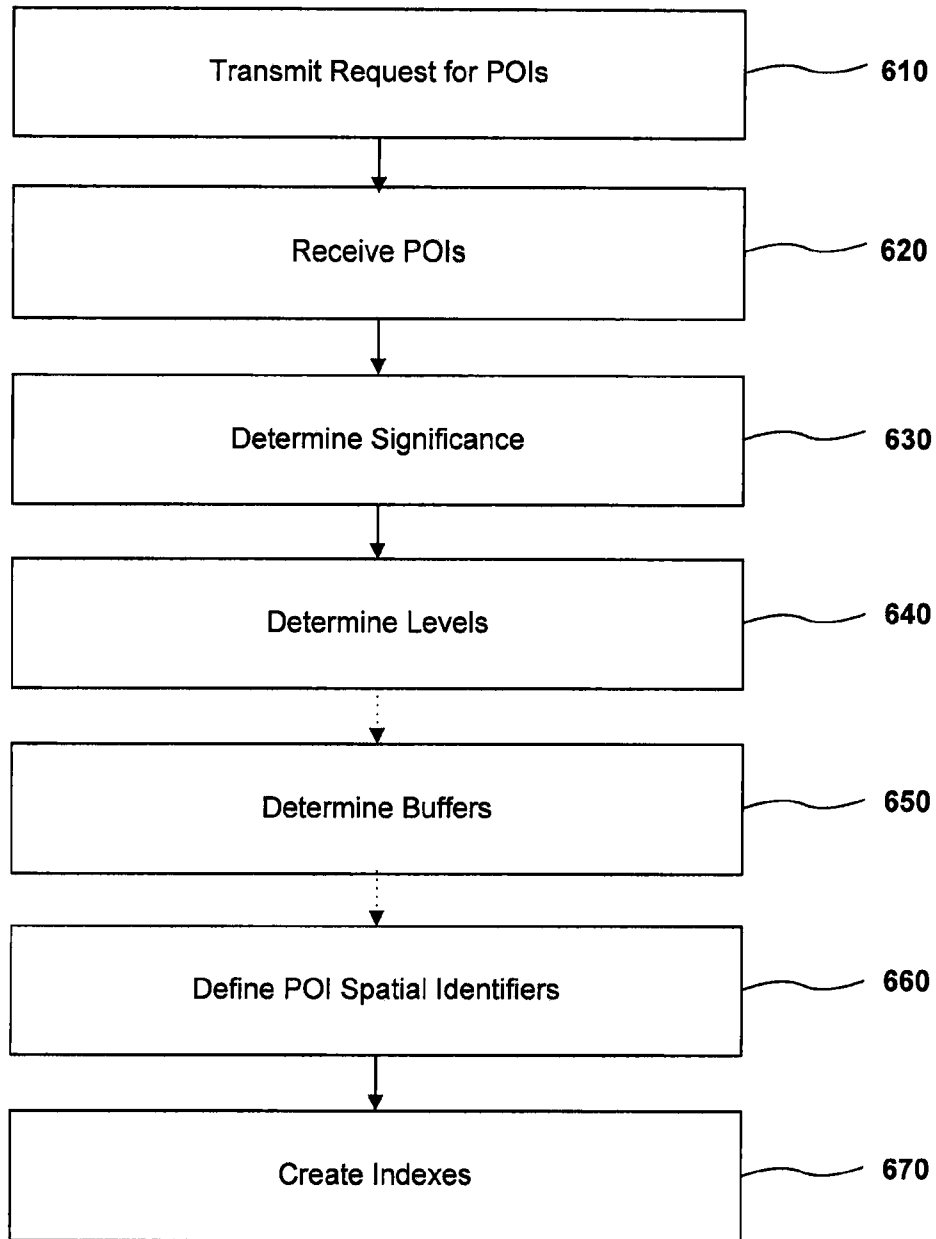 Transmit Request for POIs
610
Receive POIs
620
Determine Significance
630
Determine Levels
640
Determine Buffers
650
Define POI Spatial Identifiers
660
Create Indexes
670